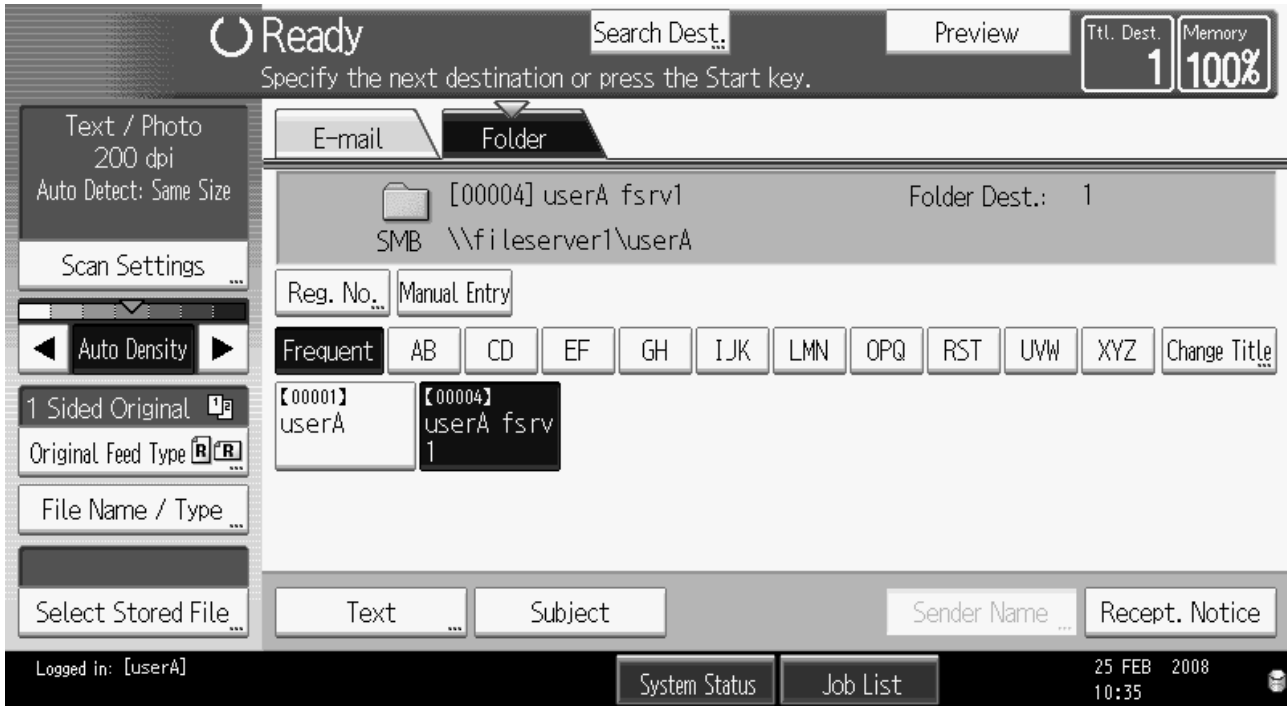 Ready
Search Dest.
Preview
Ttl. Dest.
1
Memory
100%
Specify the next destination or press the Start key.
Text / Photo
200 dpi
Auto Detect: Same Size
Scan Settings
Auto Density
1 Sided Original
Original Feed Type
File Name / Type
Select Stored File
E-mail
Folder
[00004] userA fsrv1
Folder Dest.: 1
SMB \\fileserver1\userA
Reg. No.
Manual Entry
Frequent
AB
CD
EF
GH
IJK
LMN
OPQ
RST
UVW
XYZ
Change Title
【00001】
userA
【00004】
userA fsrv
1
Text
Subject
Sender Name
Recept. Notice
Logged in: [userA]
System Status
Job List
25 FEB 2008
10:35